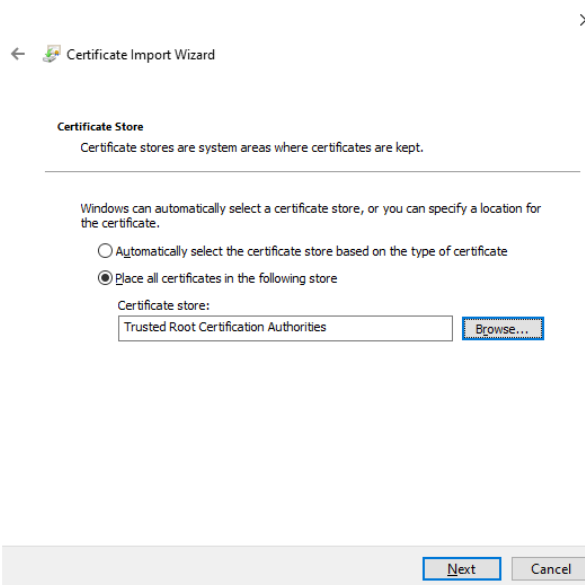 Certificate Import Wizard
Certificate Store
Certificate stores are system areas where certificates are kept.
Windows can automatically select a certificate store, or you can specify a location for
the certificate.
Automatically select the certificate store based on the type of certificate
Place all certificates in the following store
Certificate store:
Trusted Root Certification Authorities
Browse...
Next
Cancel